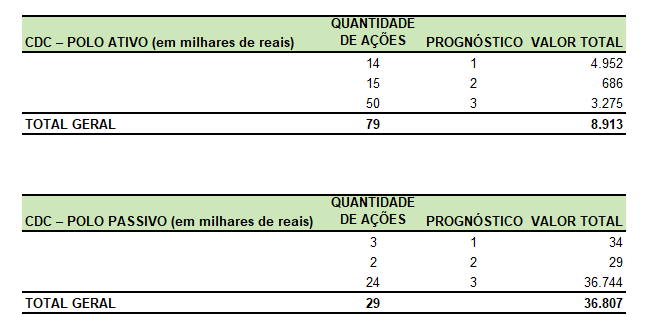 CDC – POLO ATIVO (em milhares de reais) QUANTIDADE DE AÇÕES PROGNÓSTICO VALOR TOTAL
14 1 4.952
15 2 686
50 3 3.275
TOTAL GERAL 79 8.913
CDC – POLO PASSIVO (em milhares de reais) QUANTIDADE DE AÇÕES PROGNÓSTICO VALOR TOTAL
3 1 34
2 2 29
24 3 36.744
TOTAL GERAL 29 36.807